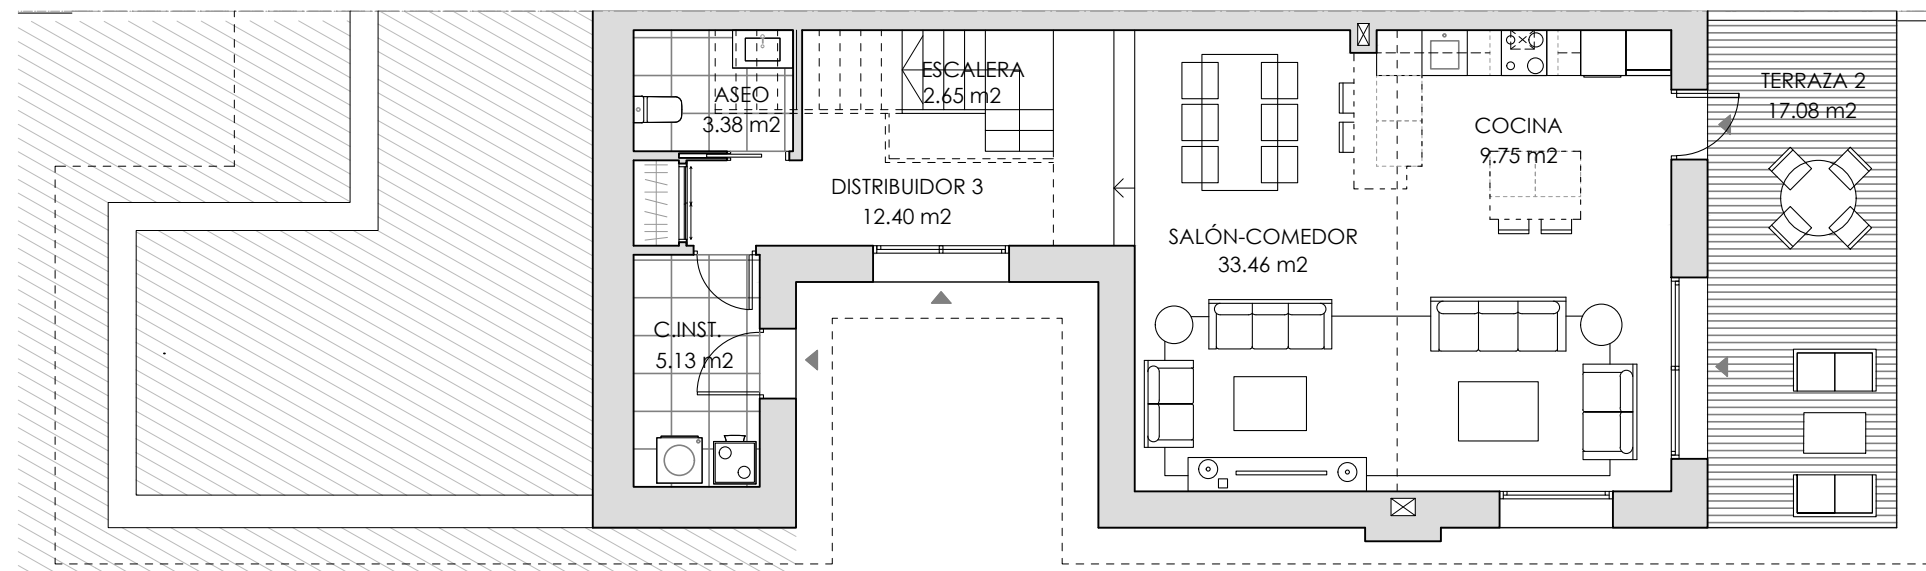 ASEO
3.38 m2
ESCALERA
2.65 m2
DISTRIBUIDOR 3
12.40 m2
C.INST.
5.13 m2
SALÓN-COMEDOR
33.46 m2
COCINA
9.75 m2
TERRAZA 2
17.08 m2